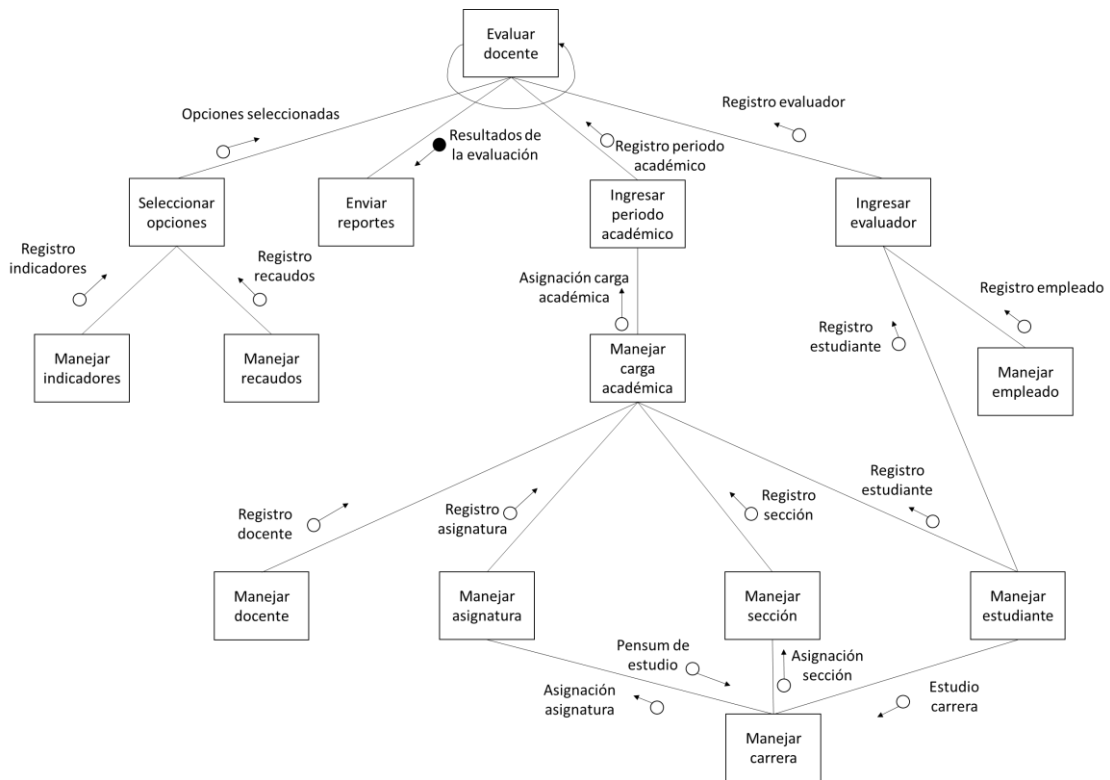 Evaluar
docente
Opciones seleccionadas
Resultados de
la evaluación
Registro periodo
académico
Registro evaluador
Seleccionar
opciones
Enviar
reportes
Ingresar
periodo
académico
Ingresar
evaluador
Registro
indicadores
Registro
recaudos
Asignación carga
académica
Registro
estudiante
Registro empleado
Manejar
indicadores
Manejar
recaudos
Manejar
carga
académica
Manejar
empleado
Registro
docente
Registro
asignatura
Registro
sección
Registro
estudiante
Manejar
docente
Manejar
asignatura
Manejar
sección
Manejar
estudiante
Pensum de
estudio
Asignación
sección
Asignación
asignatura
Estudio
carrera
Manejar
carrera